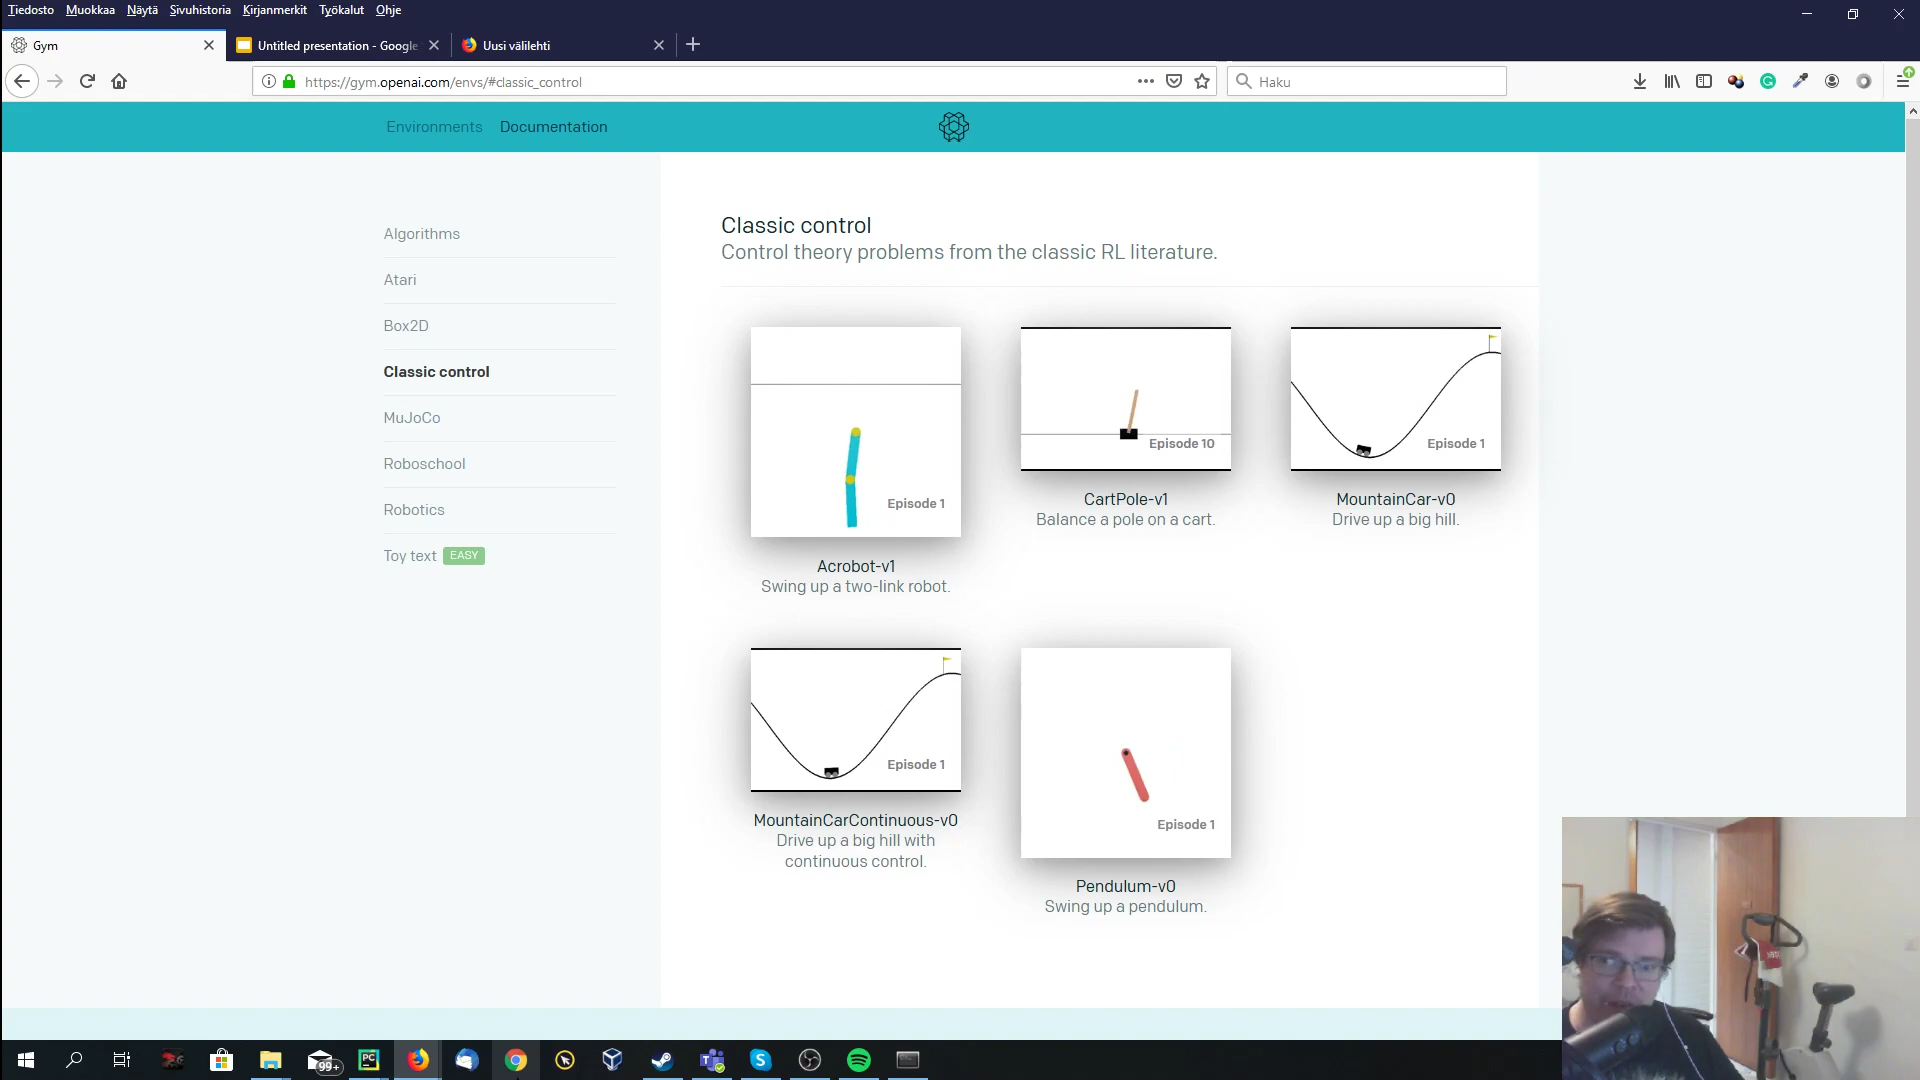 Tiedosto Muokkaa Näytä Sivuhistoria Kirjanmerkit Työkalut Ohje
Gym
Untitled presentation - Google
Uusi välilehti
https://gym.openai.com/envs/#classic_control
Haku
Environments Documentation
Algorithms
Atari
Box2D
Classic control
MuJoCo
Roboschool
Robotics
Toy text EASY
Classic control
Control theory problems from the classic RL literature.
Episode 1
Acrobot-v1
Swing up a two-link robot.
Episode 10
CartPole-v1
Balance a pole on a cart.
Episode 1
MountainCar-v0
Drive up a big hill.
Episode 1
MountainCarContinuous-v0
Drive up a big hill with
continuous control.
Episode 1
Pendulum-v0
Swing up a pendulum.
99+
PC